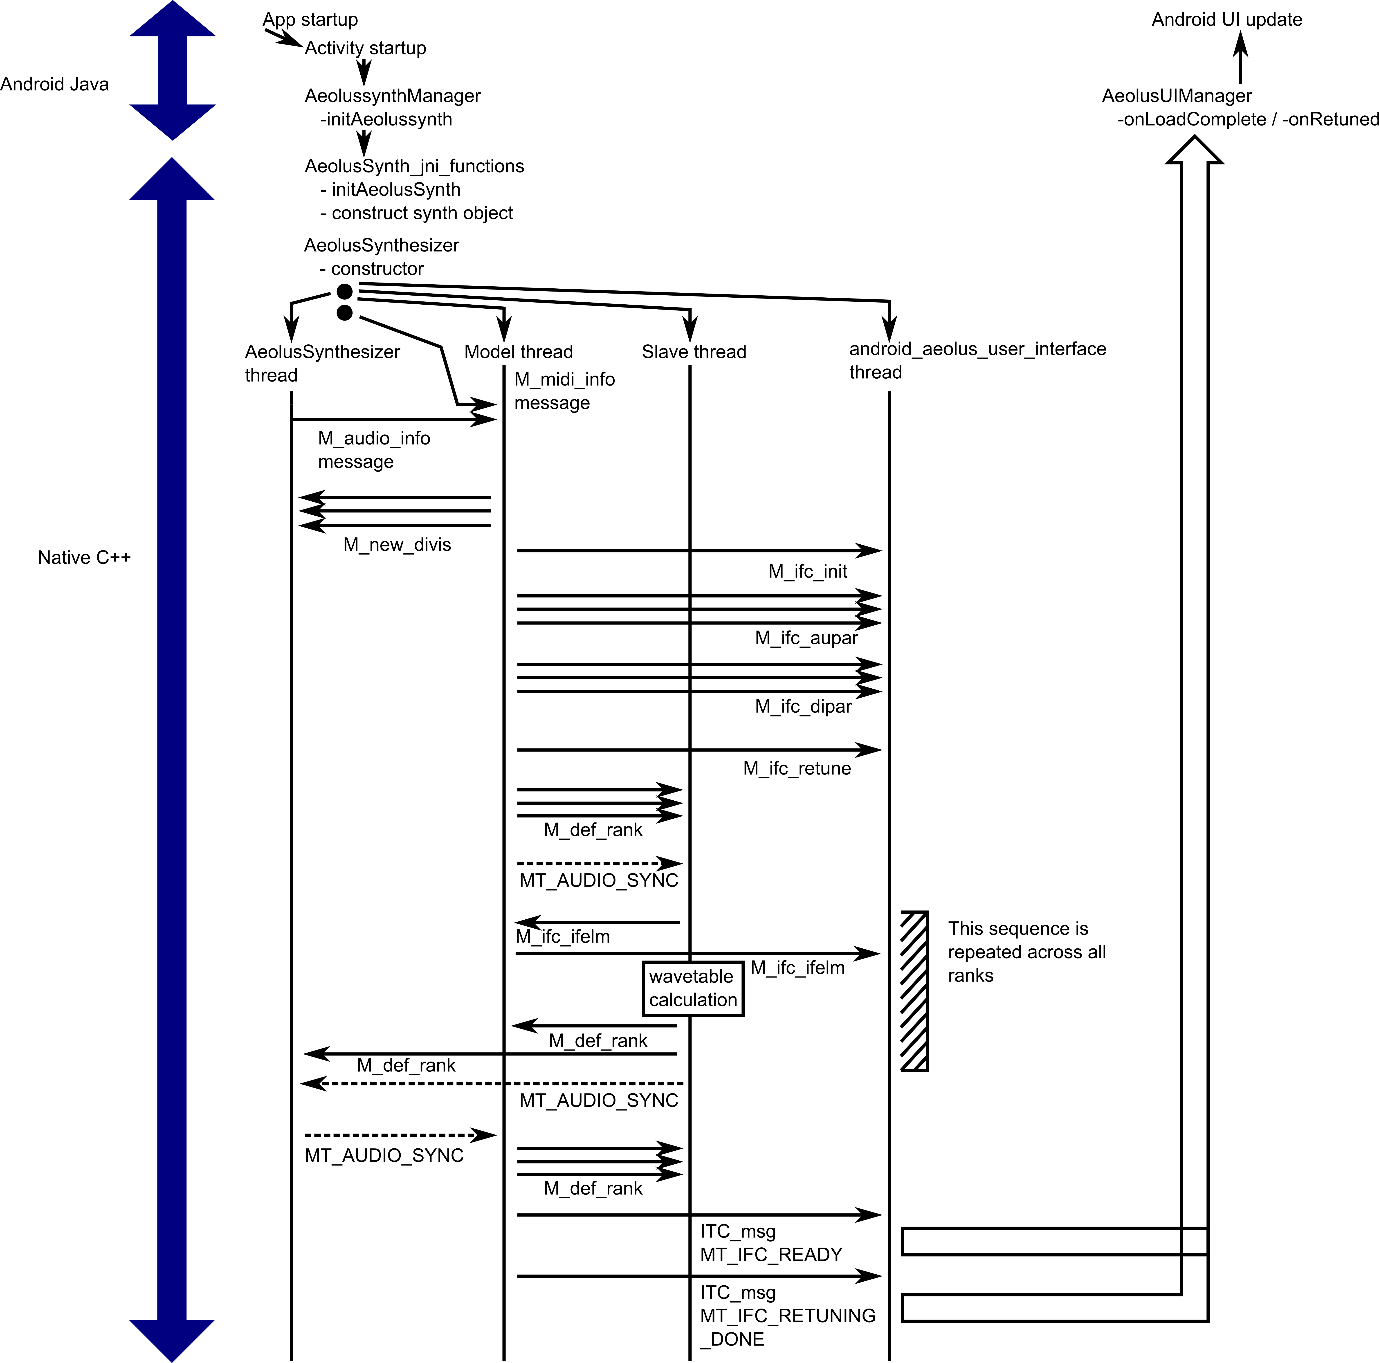 App startup
Activity startup
Android Java
AeolussynthManager
-initAeolussynth
AeolusSynth_jni_functions
- initAeolusSynth
- construct synth object
AeolusSynthesizer
- constructor
Android UI update
AeolusUIManager
-onLoadComplete / -onRetuned
AeolusSynthesizer
thread
Model thread
Slave thread
android_aeolus_user_interface
thread
M_midi_info
message
M_audio_info
message
M_new_divis
Native C++
M_ifc_init
M_ifc_aupar
M_ifc_dipar
M_ifc_retune
M_def_rank
MT_AUDIO_SYNC
M_ifc_ifelm
M_ifc_ifelm
This sequence is
repeated across all
ranks
wavetable
calculation
M_def_rank
M_def_rank
MT_AUDIO_SYNC
MT_AUDIO_SYNC
M_def_rank
ITC_msg
MT_IFC_READY
ITC_msg
MT_IFC_RETUNING
_DONE